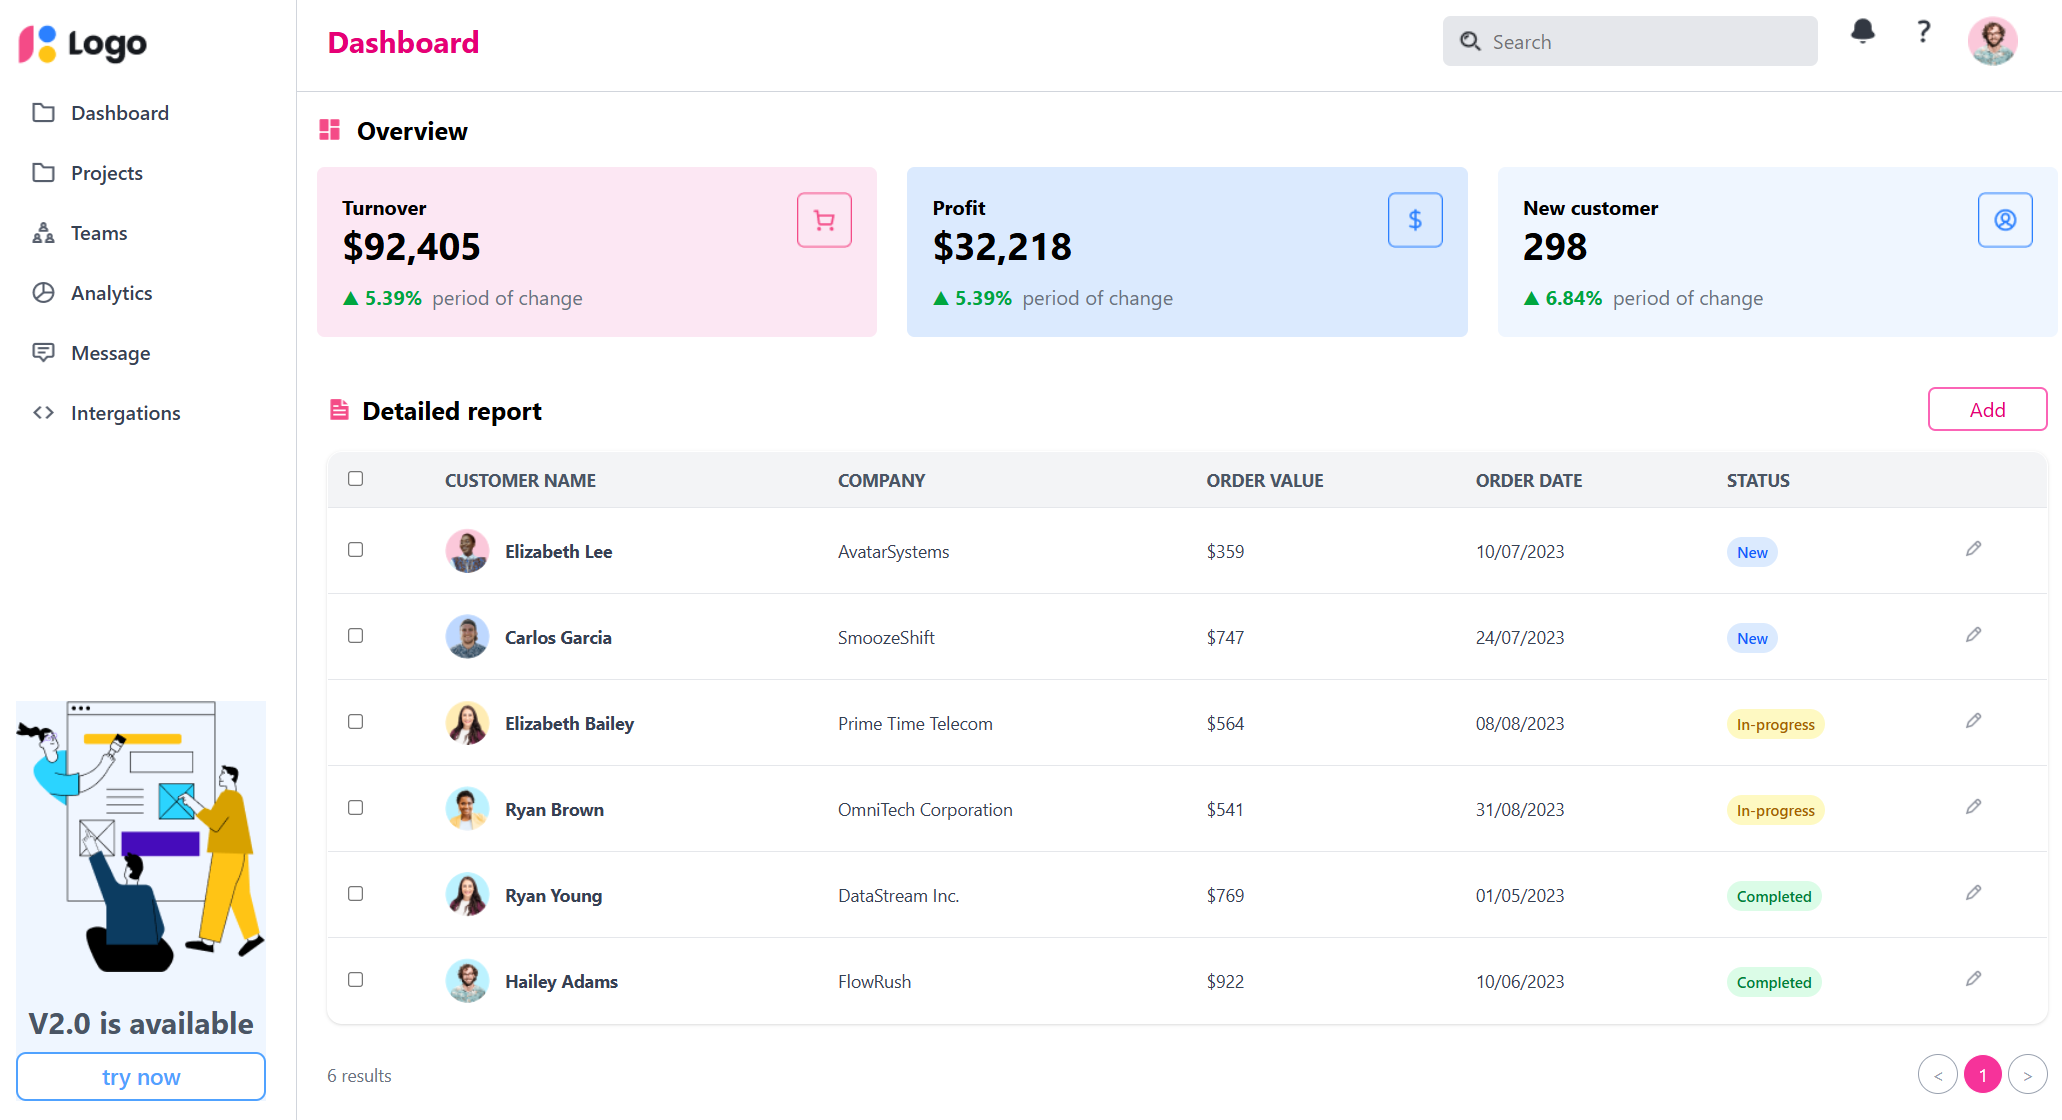 Logo
Dashboard
Projects
Teams
Analytics
Message
Intergations
V2.0 is available
try now
Dashboard
Search
?
Overview
Turnover
$92,405
▲ 5.39% period of change
Profit
$32,218
▲ 5.39% period of change
New customer
298
▲ 6.84% period of change
Detailed report
Add
CUSTOMER NAME COMPANY ORDER VALUE ORDER DATE STATUS
Elizabeth Lee AvatarSystems $359 10/07/2023 New
Carlos Garcia SmoozeShift $747 24/07/2023 New
Elizabeth Bailey Prime Time Telecom $564 08/08/2023 In-progress
Ryan Brown OmniTech Corporation $541 31/08/2023 In-progress
Ryan Young DataStream Inc. $769 01/05/2023 Completed
Hailey Adams FlowRush $922 10/06/2023 Completed
6 results
< 1 >